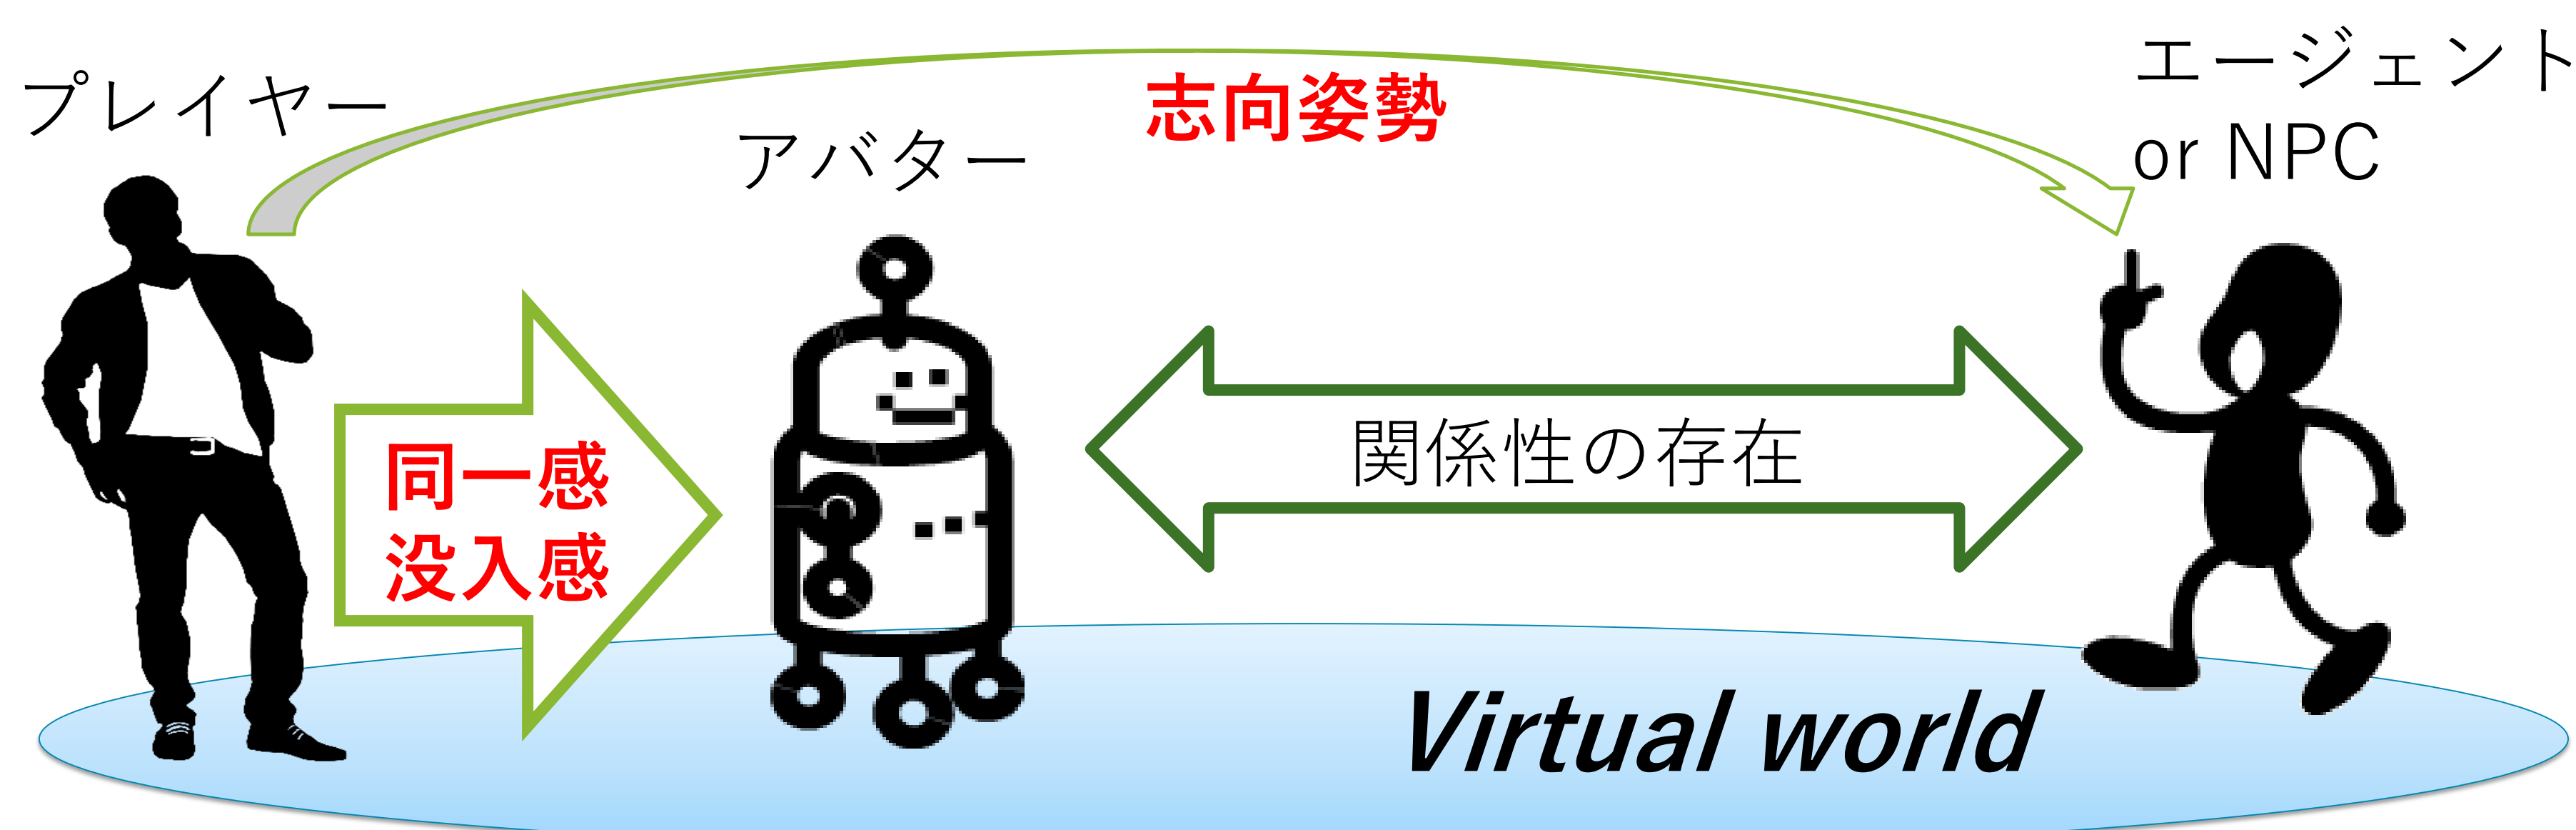 プレイヤー
志向姿勢
アバター
エージェント
or NPC
同一感
没入感
関係性の存在
Virtual world